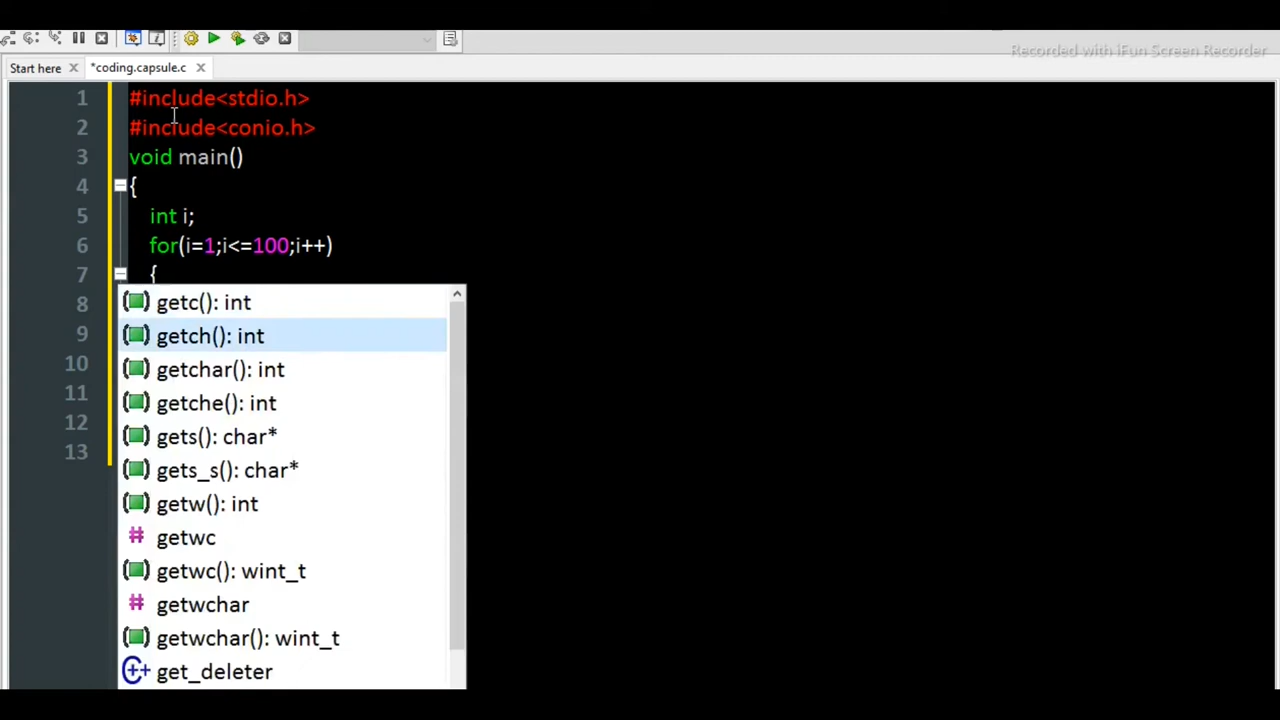 Recorded with iFun Screen Recorder
Start here
*coding.capsule.c
1 #include<stdio.h>
2 #include<conio.h>
3 void main()
4 {
5 int i;
6 for(i=1;i<=100;i++)
7 {
8
9
10
11
12
13
getc(): int
getch(): int
getchar(): int
getche(): int
gets(): char*
gets_s(): char*
getw(): int
# getwc
getwc(): wint_t
# getwchar
getwchar(): wint_t
get_deleter